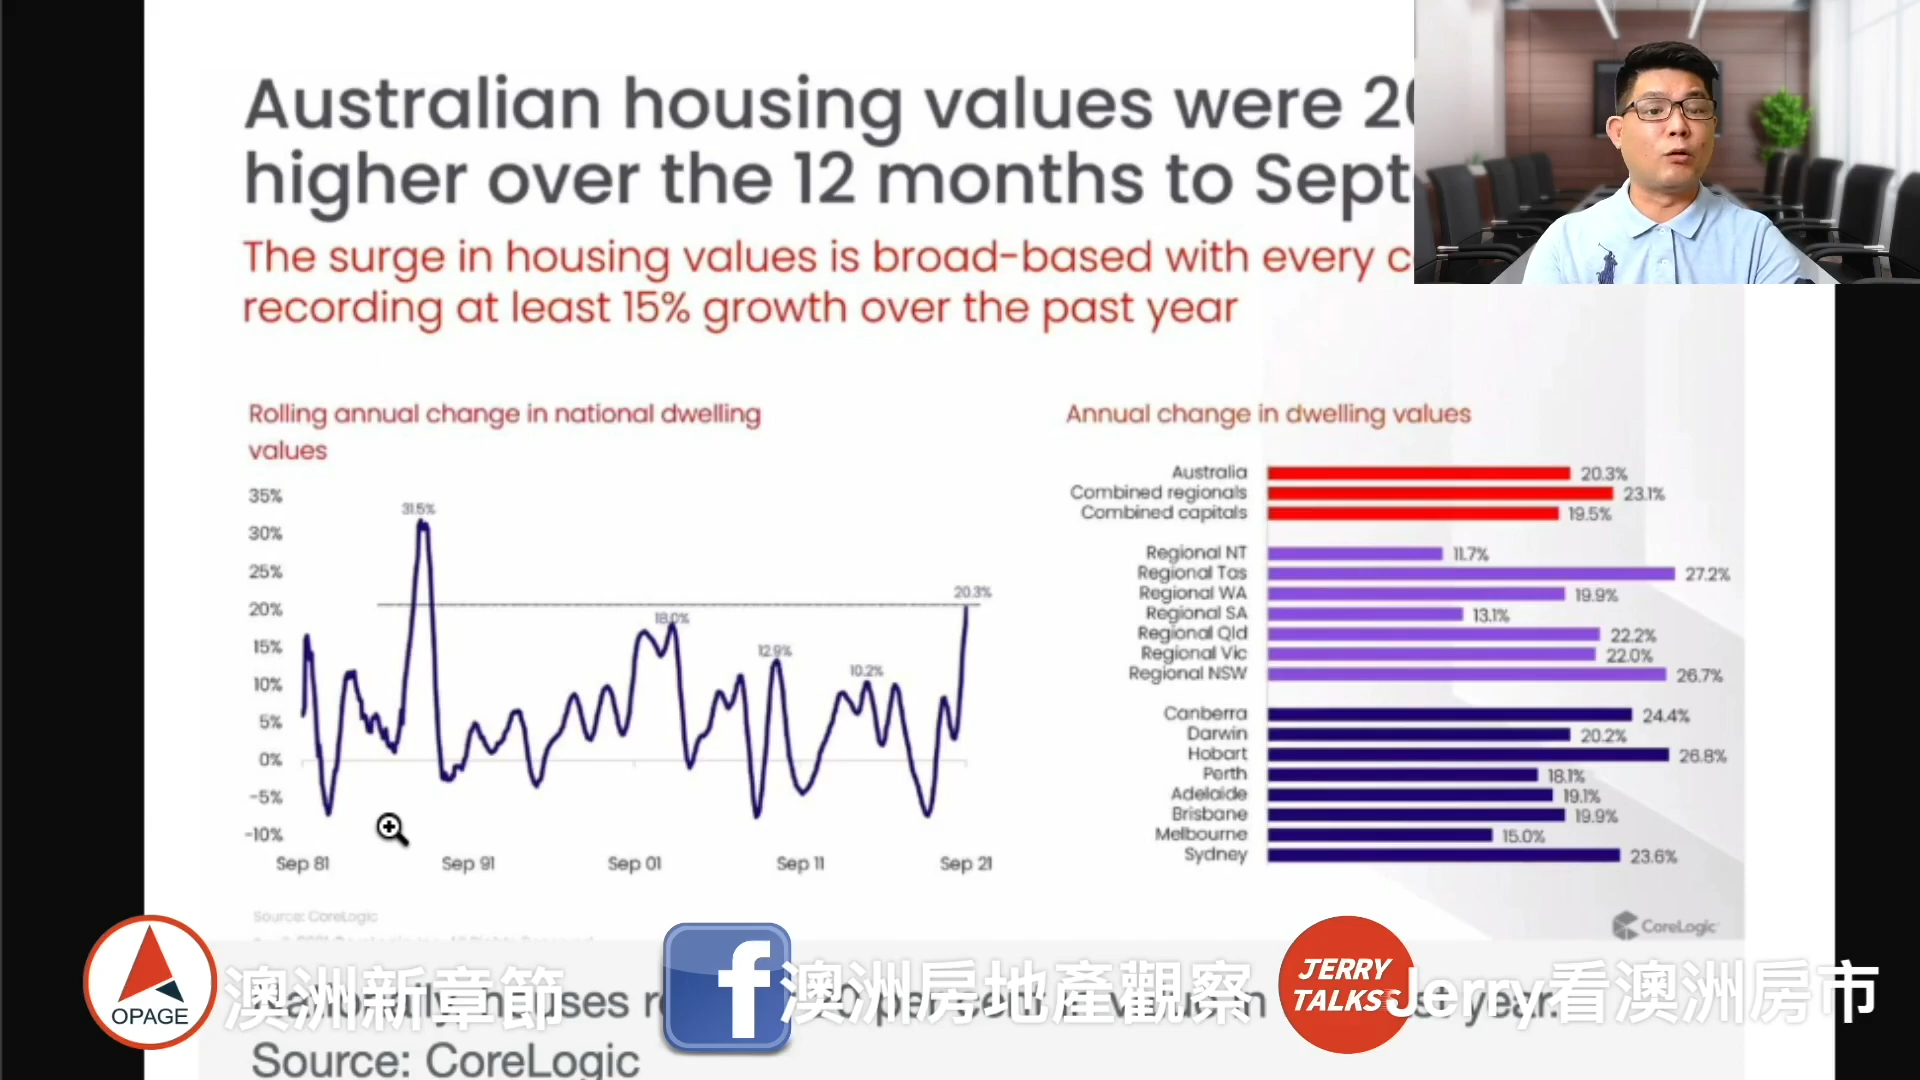 Australian housing values were 20
higher over the 12 months to Sept
The surge in housing values is broad-based with every c
recording at least 15% growth over the past year
Rolling annual change in national dwelling
values
35%
30%
25%
20%
15%
10%
5%
0%
-5%
-10%
31.5%
18.0%
12.9%
10.2%
20.3%
Sep 81
Sep 91
Sep 01
Sep 11
Sep 21
Annual change in dwelling values
Australia 20.3%
Combined regionals 23.1%
Combined capitals 19.5%
Regional NT 11.7%
Regional Tas 27.2%
Regional WA 19.9%
Regional SA 13.1%
Regional Qld 22.2%
Regional Vic 22.0%
Regional NSW 26.7%
Canberra 24.4%
Darwin 20.2%
Hobart 26.8%
Perth 18.1%
Adelaide 19.1%
Brisbane 19.9%
Melbourne 15.0%
Sydney 23.6%
Source: CoreLogic
CoreLogic
OPAGE
澳洲新章節
f
澳洲房地產觀察
JERRY
TALKS
Jerry看澳洲房市
year.
Source: CoreLogic